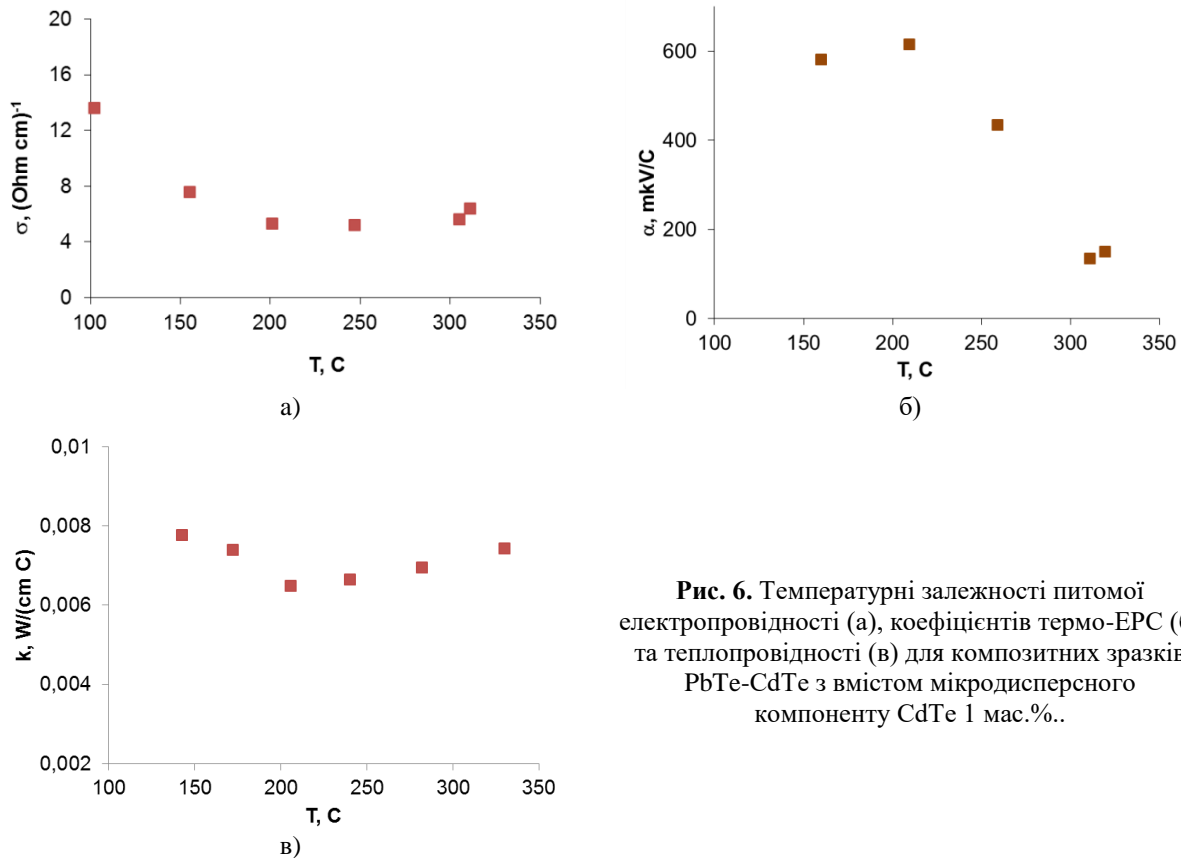 20
16
12
8
4
0
100 150 200 250 300 350
σ, (Ohm cm)-1
T, C
а)
600
400
200
0
100 150 200 250 300 350
α, mkV/C
T, C
б)
0,01
0,008
0,006
0,004
0,002
100 150 200 250 300 350
k, W/(cm C)
T, C
в)
Рис. 6. Температурні залежності питомої
електропровідності (а), коефіцієнтів термо-ЕРС (б
та теплопровідності (в) для композитних зразків
PbTe-CdTe з вмістом мікродисперсного
компоненту CdTe 1 мас.%..